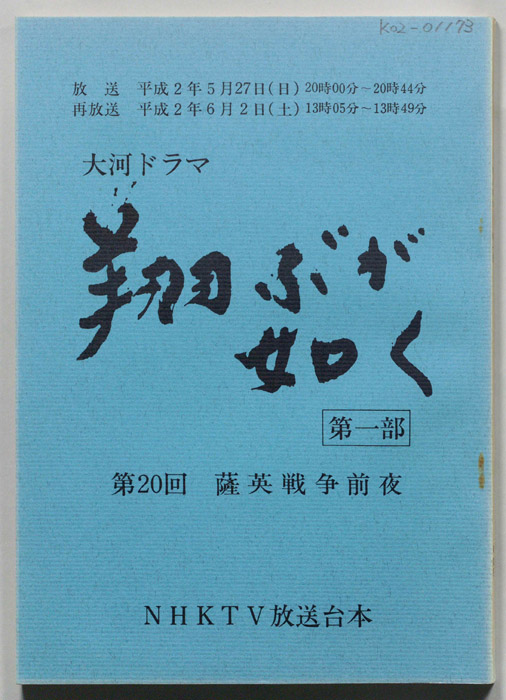 K02-01173
放 送 平成2年5月27日(日) 20時00分~20時44分
再放送 平成2年6月2日(土) 13時05分~13時49分
大河ドラマ
翔ぶが
如く
第一部
第20回 薩英戦争前夜
NHKTV放送台本